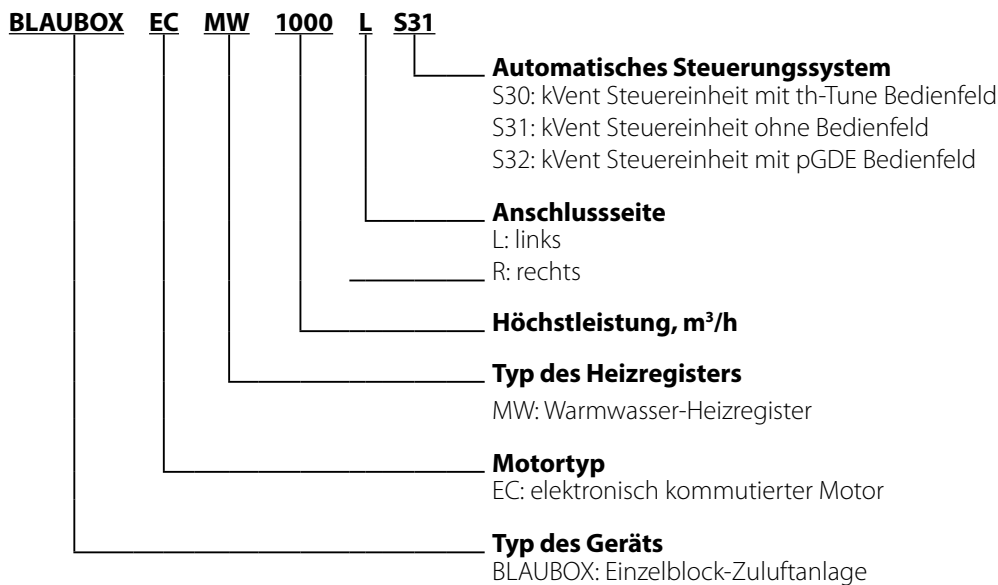 BLAUBOX EC MW 1000 L S31
Automatisches Steuerungssystem
S30: kVent Steuereinheit mit th-Tune Bedienfeld
S31: kVent Steuereinheit ohne Bedienfeld
S32: kVent Steuereinheit mit pGDE Bedienfeld
Anschlussseite
L: links
R: rechts
Höchstleistung, m³/h
Typ des Heizregisters
MW: Warmwasser-Heizregister
Motortyp
EC: elektronisch kommutierter Motor
Typ des Geräts
BLAUBOX: Einzelblock-Zuluftanlage